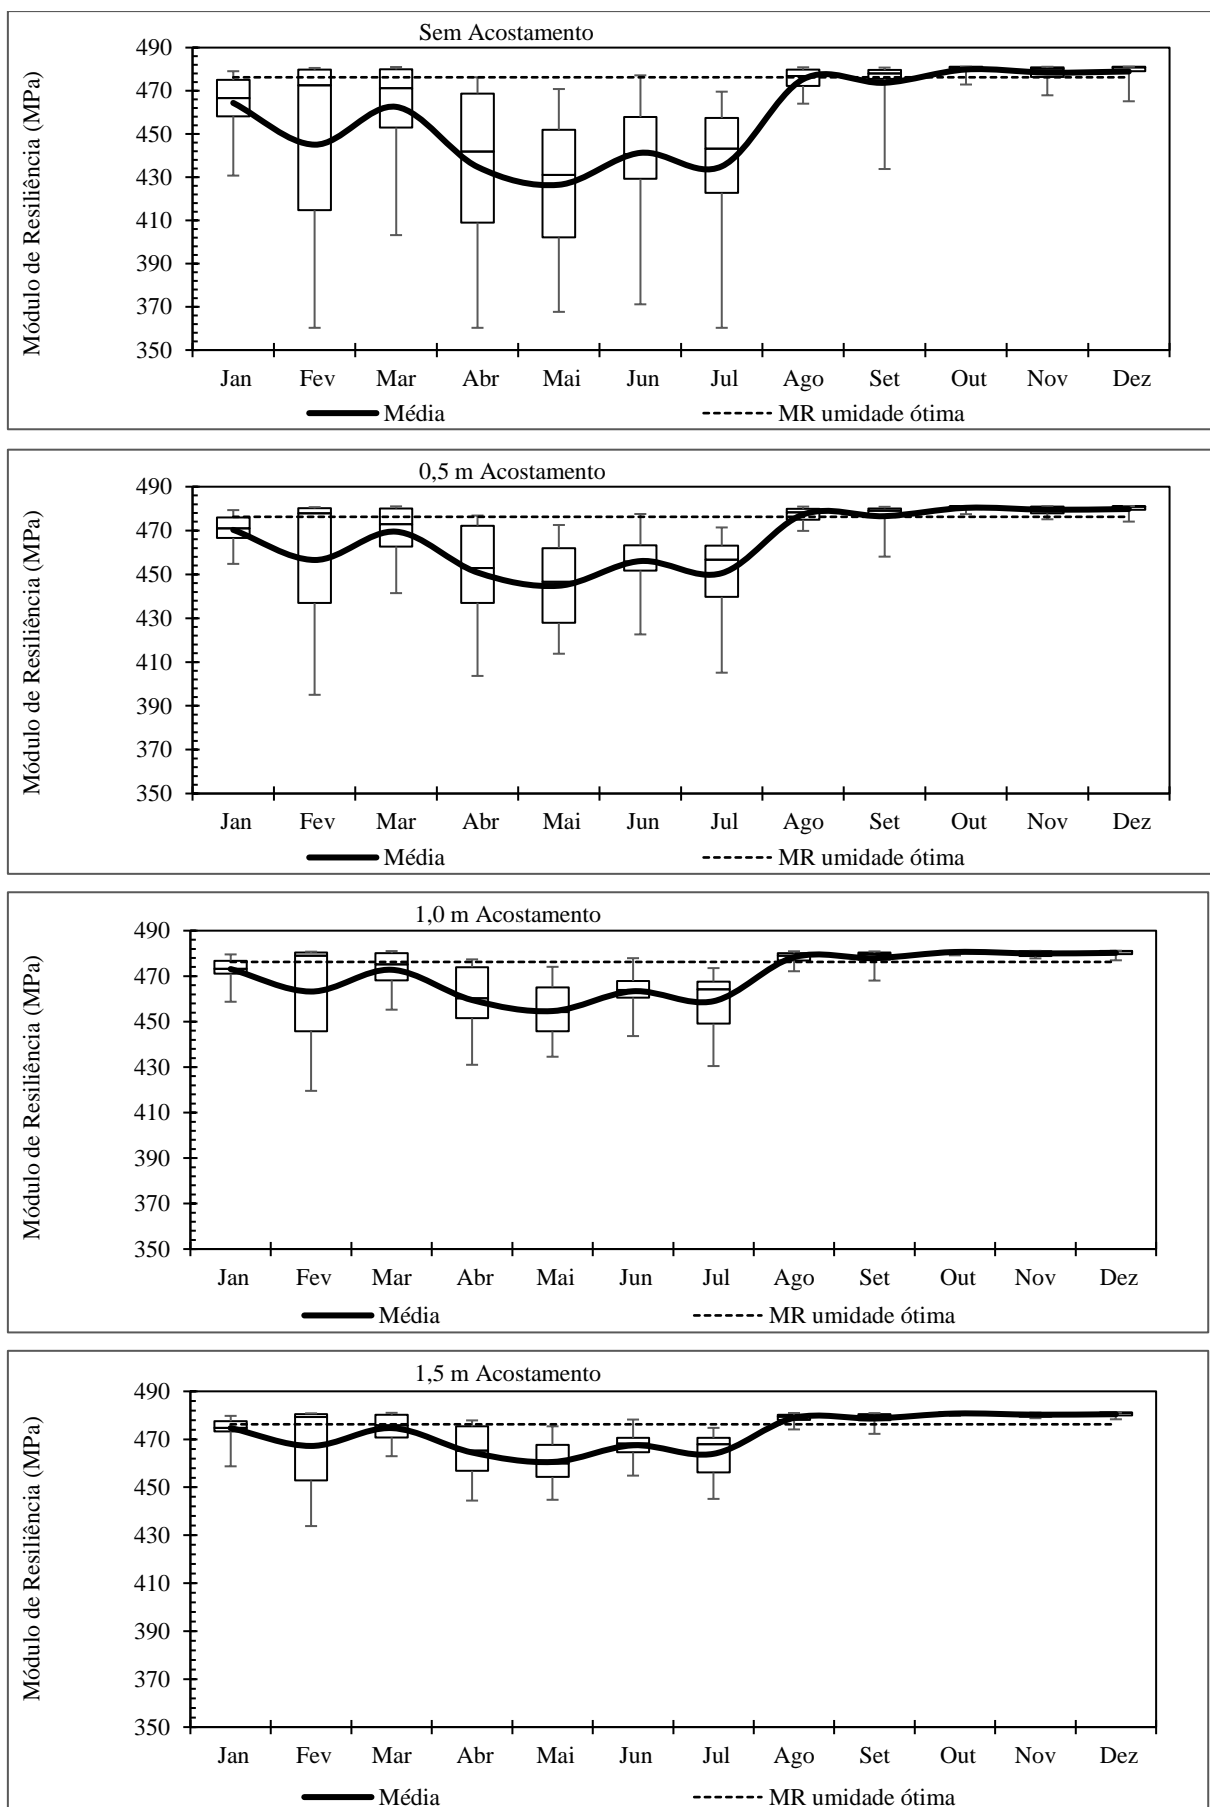 Sem Acostamento
Módulo de Resiliência (MPa)
490
470
450
430
410
390
370
350
Jan Fev Mar Abr Mai Jun Jul Ago Set Out Nov Dez
Média MR umidade ótima
0,5 m Acostamento
Módulo de Resiliência (MPa)
490
470
450
430
410
390
370
350
Jan Fev Mar Abr Mai Jun Jul Ago Set Out Nov Dez
Média MR umidade ótima
1,0 m Acostamento
Módulo de Resiliência (MPa)
490
470
450
430
410
390
370
350
Jan Fev Mar Abr Mai Jun Jul Ago Set Out Nov Dez
Média MR umidade ótima
1,5 m Acostamento
Módulo de Resiliência (MPa)
490
470
450
430
410
390
370
350
Jan Fev Mar Abr Mai Jun Jul Ago Set Out Nov Dez
Média MR umidade ótima